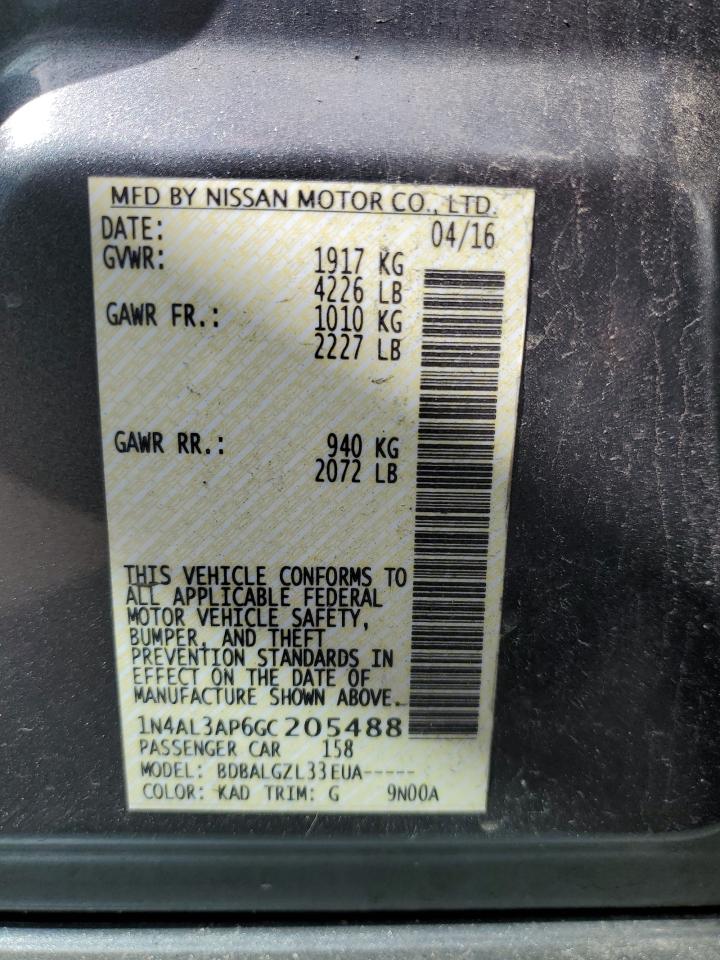 MFD BY NISSAN MOTOR CO., LTD.
DATE: 04/16
GVWR: 1917 KG
4226 LB
GAWR FR.: 1010 KG
2227 LB
GAWR RR.: 940 KG
2072 LB
THIS VEHICLE CONFORMS TO
ALL APPLICABLE FEDERAL
MOTOR VEHICLE SAFETY,
BUMPER, AND THEFT
PREVENTION STANDARDS IN
EFFECT ON THE DATE OF
MANUFACTURE SHOWN ABOVE.
1N4AL3AP6GC205488
PASSENGER CAR 158
MODEL: BDBALGZL33EUA-----
COLOR: KAD TRIM: G 9N00A